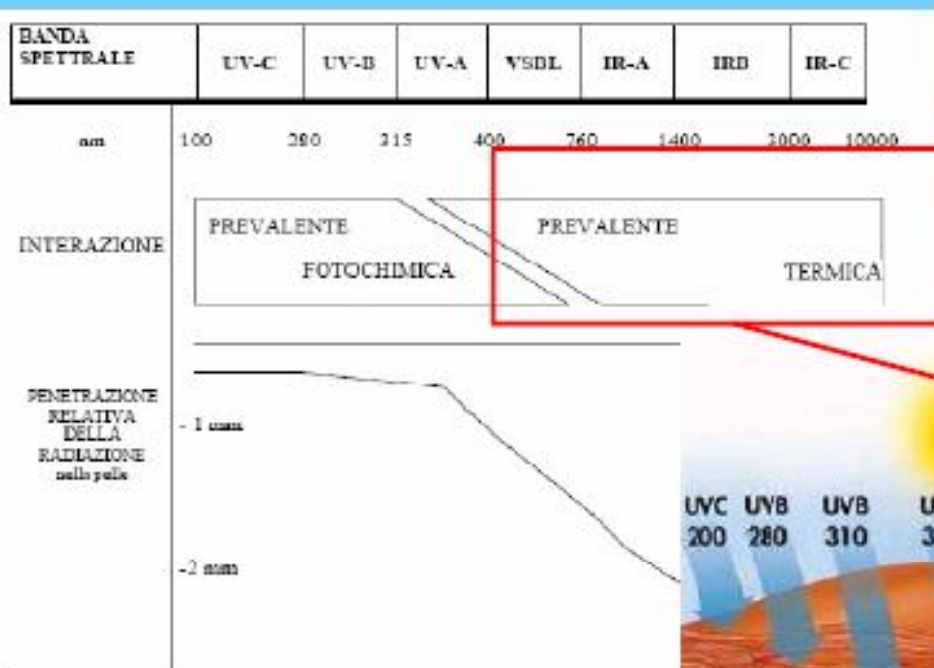 BANDA
SPETTRALE
UV-C UV-B UV-A VSBL IR-A IRB IR-C
nm 100 280 315 400 760 1400 3000 10000
INTERAZIONE
PREVALENTE PREVALENTE
FOTOCHIMICA TERMICA
PENETRAZIONE
RELATIVA
DELLA
RADIAZIONE
nella pelle
- 1 mm
-2 mm
UVC UVB UVB
200 280 310